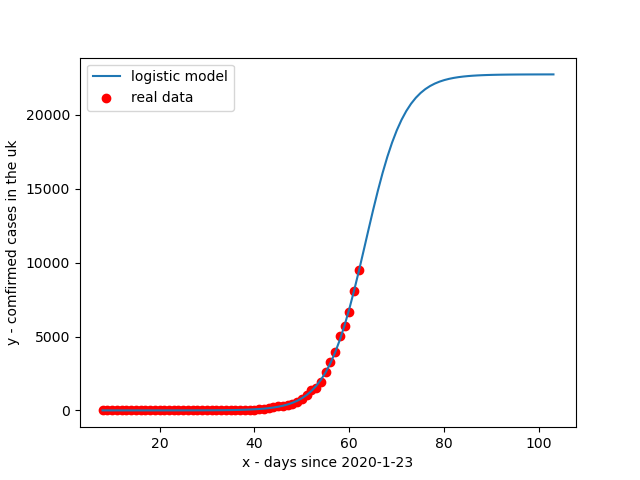 logistic model
real data
20000
15000
10000
5000
0
y - comfirmed cases in the uk
20 40 60 80 100
x - days since 2020-1-23